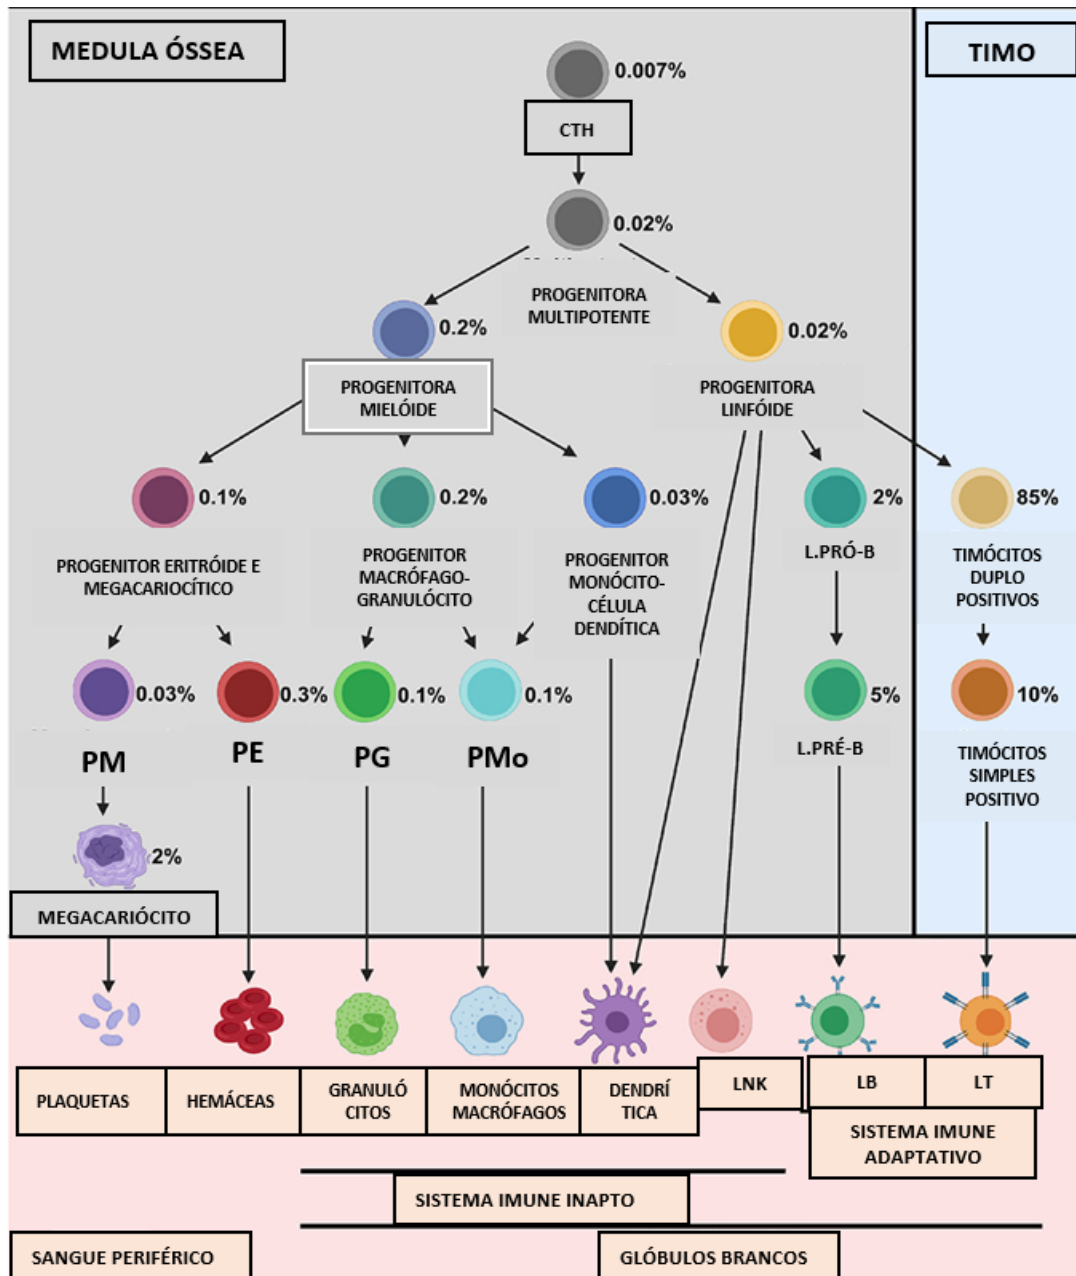 MEDULA ÓSSEA
TIMO
0.007%
CTH
0.02%
PROGENITORA
MULTIPOTENTE
0.2%
0.02%
PROGENITORA
MIELÓIDE
PROGENITORA
LINFÓIDE
0.1%
0.2%
0.03%
2%
85%
PROGENITOR ERITRÓIDE E
MEGACARIOCÍTICO
PROGENITOR
MACRÓFAGO-
GRANULÓCITO
PROGENITOR
MONÓCITO-
CÉLULA
DENDÍTICA
L.PRÓ-B
TIMÓCITOS
DUPLO
POSITIVOS
0.03%
0.3%
0.1%
0.1%
5%
10%
PM
PE
PG
PMo
L.PRÉ-B
TIMÓCITOS
SIMPLES
POSITIVO
2%
MEGACARIÓCITO
PLAQUETAS
HEMÁCEAS
GRANULÓ
CITOS
MONÓCITOS
MACRÓFAGOS
DENDRÍ
TICA
LNK
LB
LT
SISTEMA IMUNE
ADAPTATIVO
SISTEMA IMUNE INAPTO
SANGUE PERIFÉRICO
GLÓBULOS BRANCOS